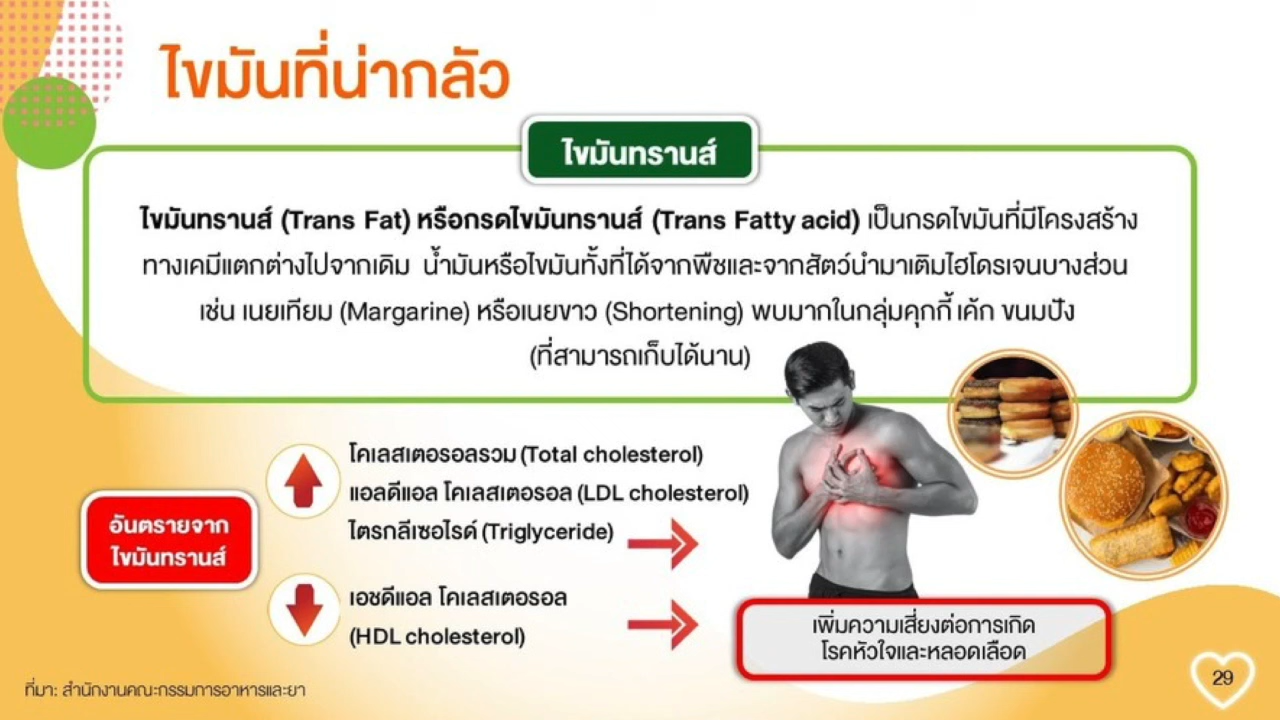 ไขมันที่น่ากลัว
ไขมันทรานส์
ไขมันทรานส์ (Trans Fat) หรือกรดไขมันทรานส์ (Trans Fatty acid) เป็นกรดไขมันที่มีโครงสร้าง
ทางเคมีแตกต่างไปจากเดิม น้ำมันหรือไขมันทั้งที่ได้จากพืชและจากสัตว์นำมาเติมไฮโดรเจนบางส่วน
เช่น เนยเทียม (Margarine) หรือเนยขาว (Shortening) พบมากในกลุ่มคุกกี้ เค้ก ขนมปัง
(ที่สามารถเก็บได้นาน)
อันตรายจาก
ไขมันทรานส์
โคเลสเตอรอลรวม (Total cholesterol)
แอลดีแอล โคเลสเตอรอล (LDL cholesterol)
ไตรกลีเซอไรด์ (Triglyceride)
เอชดีแอล โคเลสเตอรอล
(HDL cholesterol)
เพิ่มความเสี่ยงต่อการเกิด
โรคหัวใจและหลอดเลือด
ที่มา: สำนักงานคณะกรรมการอาหารและยา
29